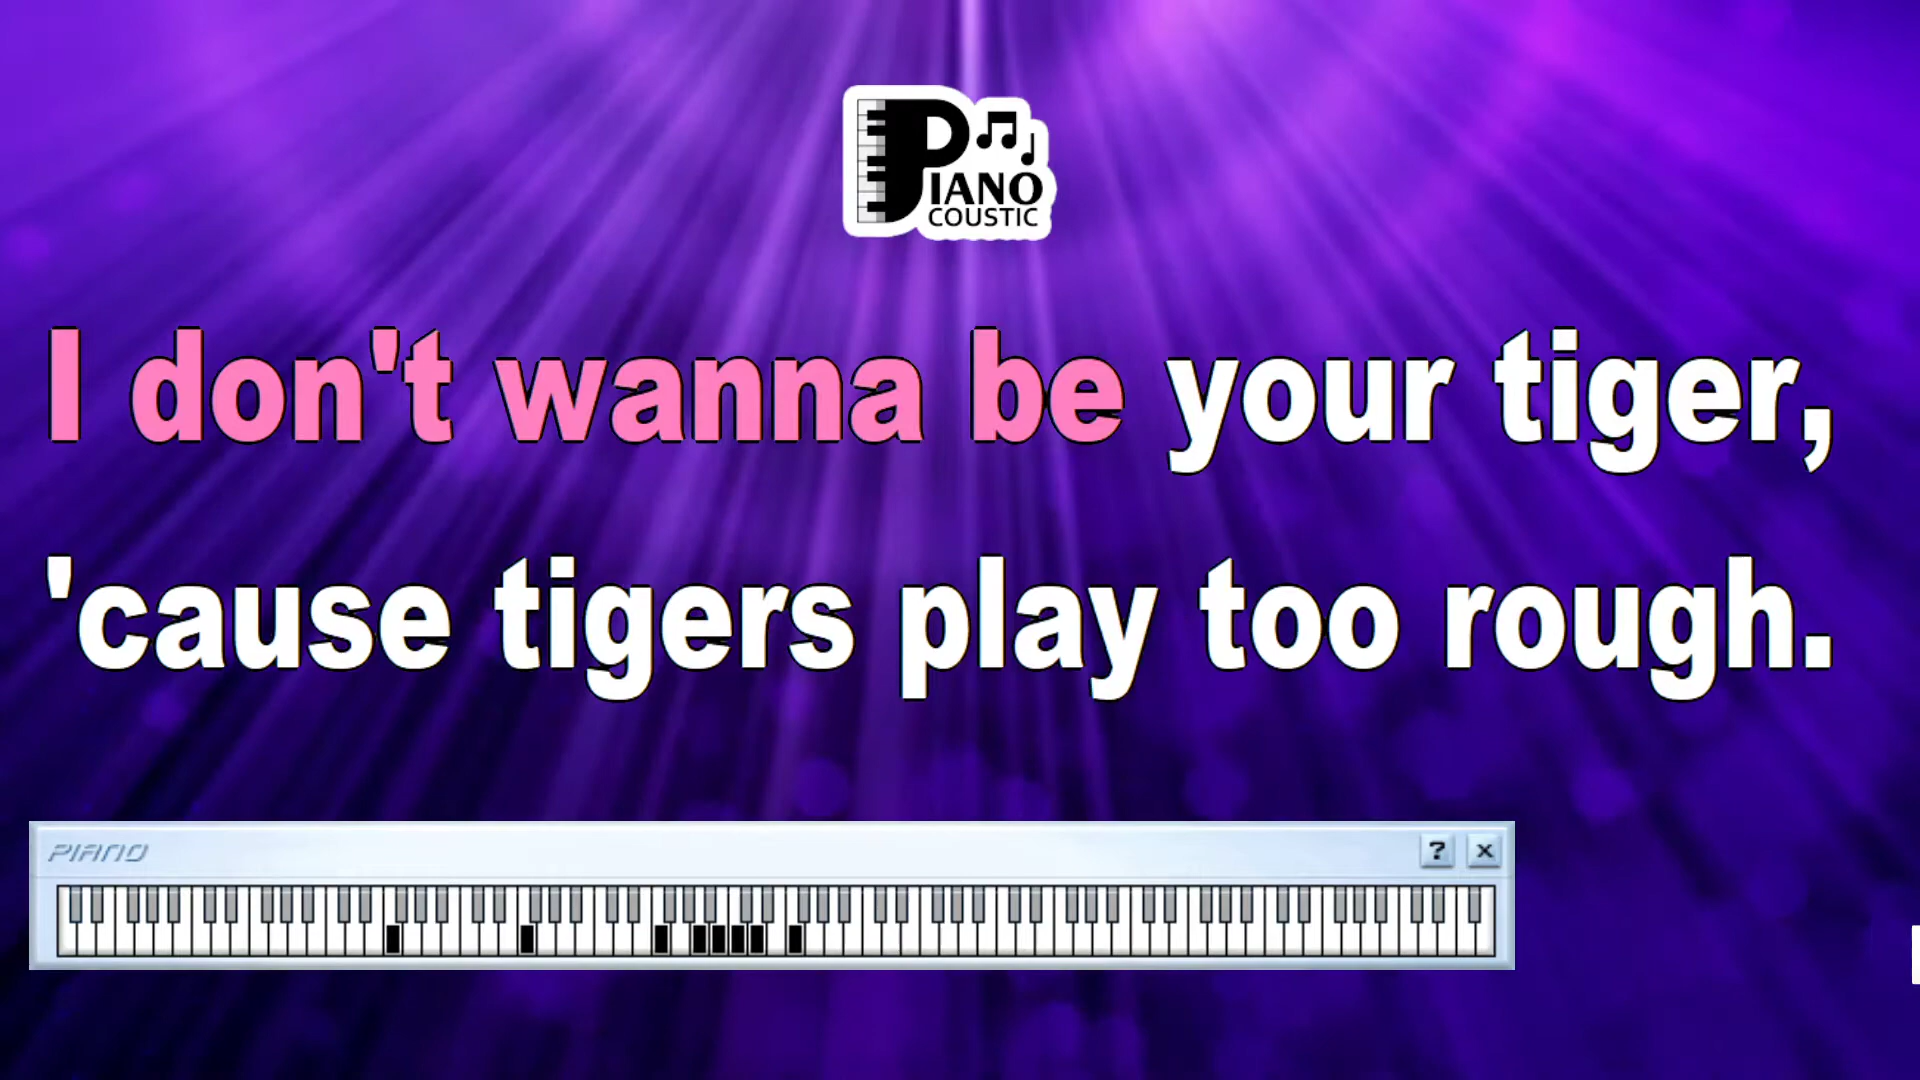 PIANO
COUSTIC
I don't wanna be your tiger,
'cause tigers play too rough.
PIANO
? x